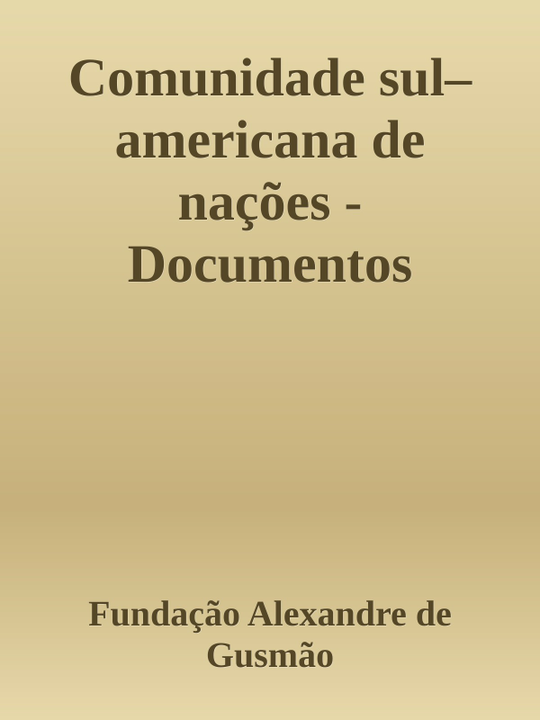 Comunidade sul–
americana de
nações -
Documentos
Fundação Alexandre de
Gusmão